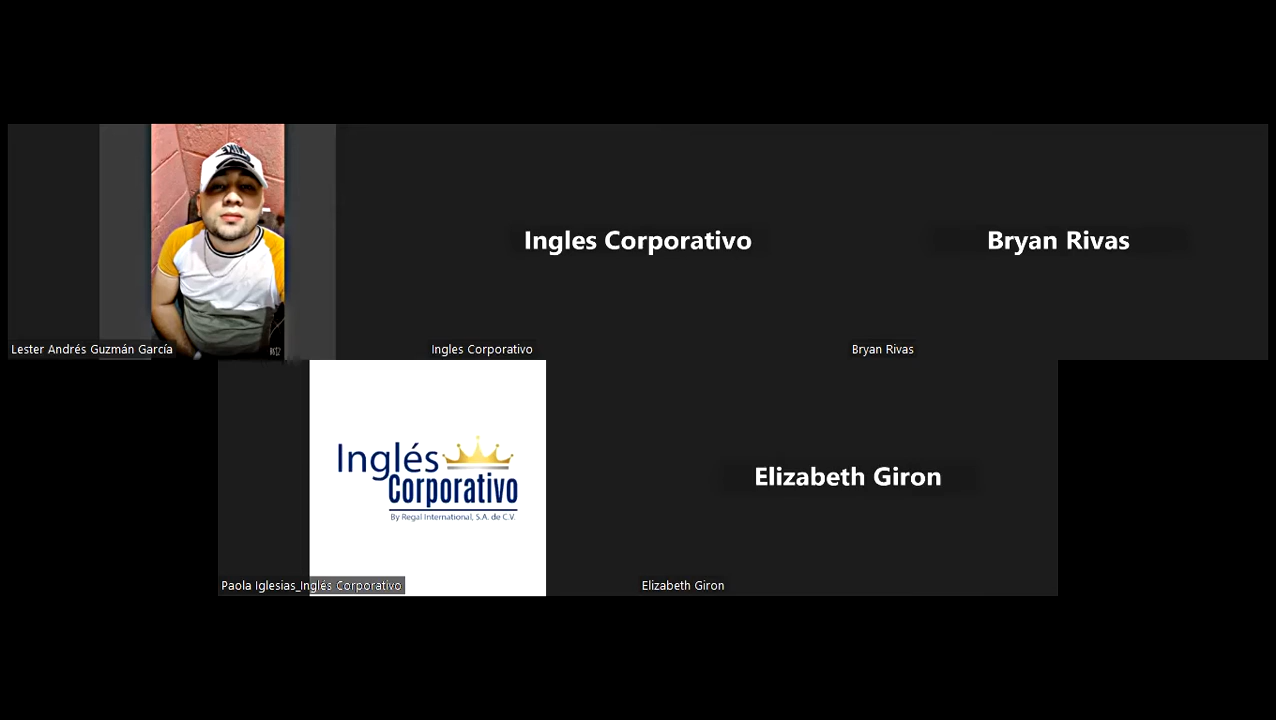 NIKE
Ingles Corporativo
Bryan Rivas
Lester Andrés Guzmán García
Ingles Corporativo
Bryan Rivas
Inglés
Corporativo
By Regal International, S.A. de C.V.
Elizabeth Giron
Paola Iglesias_Inglés Corporativo
Elizabeth Giron